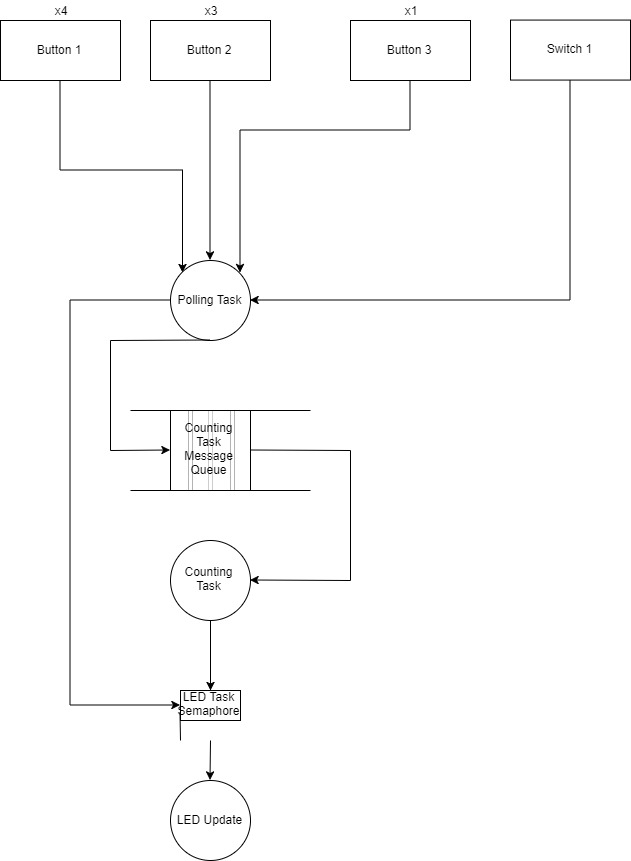 x4
x3
x1
Button 1
Button 2
Button 3
Switch 1
Polling Task
Counting
Task
Message
Queue
Counting
Task
LED Task
Semaphore
LED Update